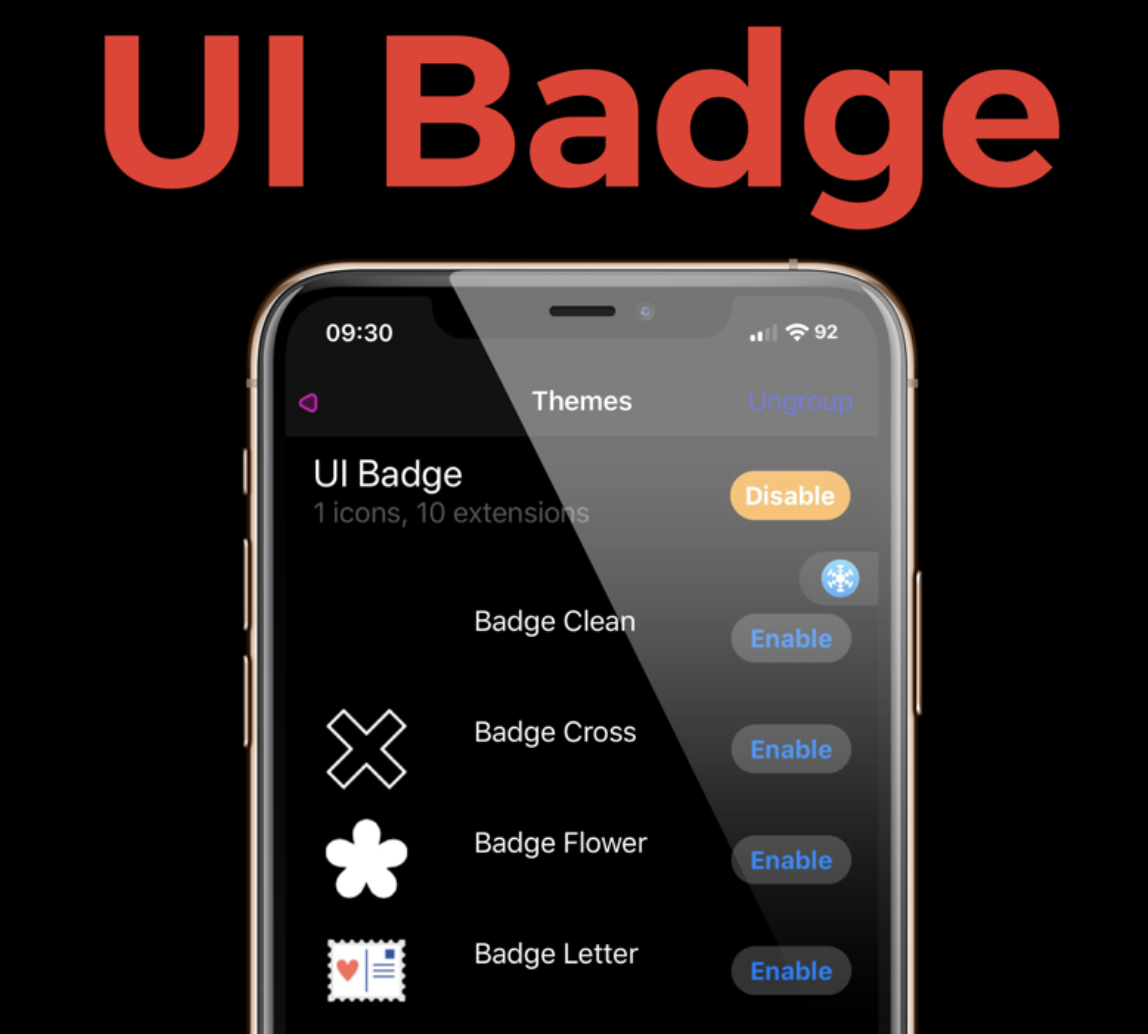 UI Badge
09:30
92
Themes
Ungroup
UI Badge
1 icons, 10 extensions
Disable
Badge Clean
Enable
Badge Cross
Enable
Badge Flower
Enable
Badge Letter
Enable